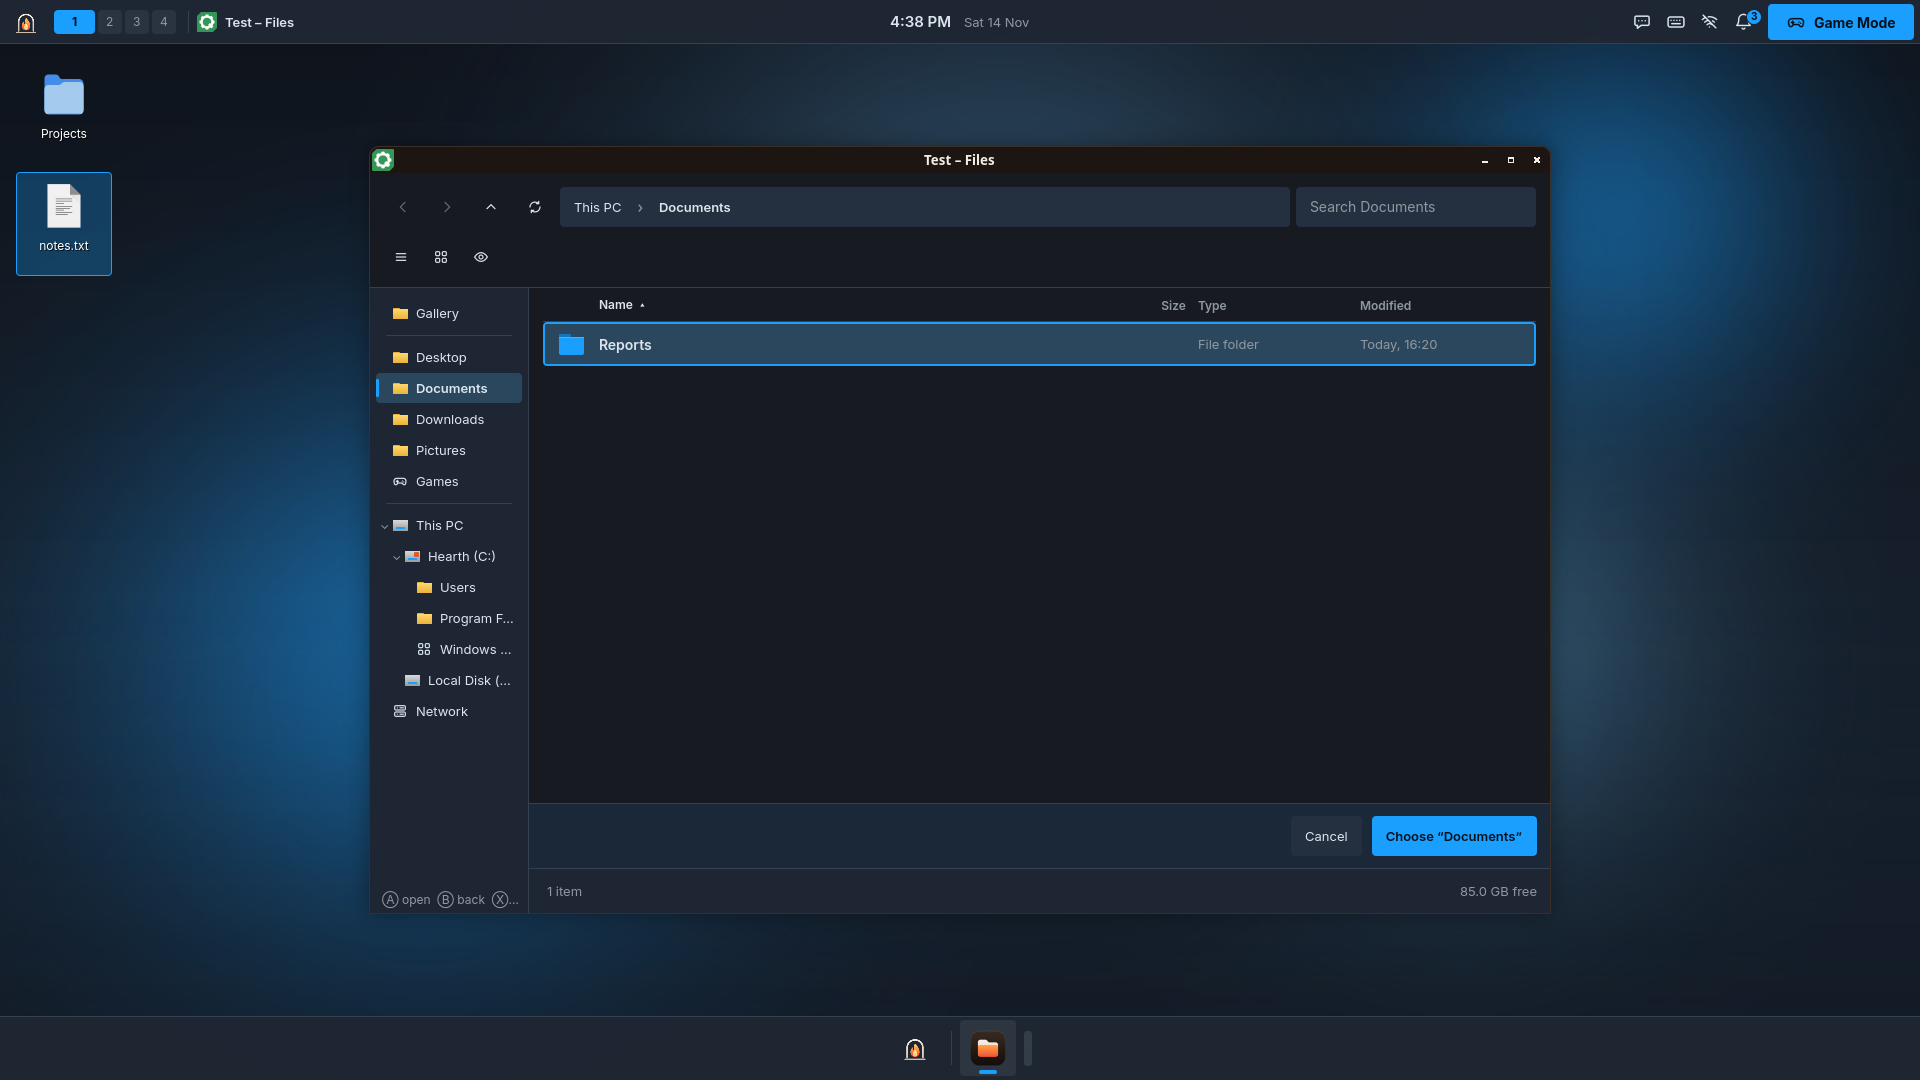 1 2 3 4 Test – Files 4:38 PM Sat 14 Nov 3 Game Mode
Projects
notes.txt
Test – Files
This PC › Documents Search Documents
Name Size Type Modified
Reports File folder Today, 16:20
Gallery
Desktop
Documents
Downloads
Pictures
Games
This PC
Hearth (C:)
Users
Program F...
Windows ...
Local Disk (...
Network
A open B back X...
Cancel Choose “Documents”
1 item 85.0 GB free